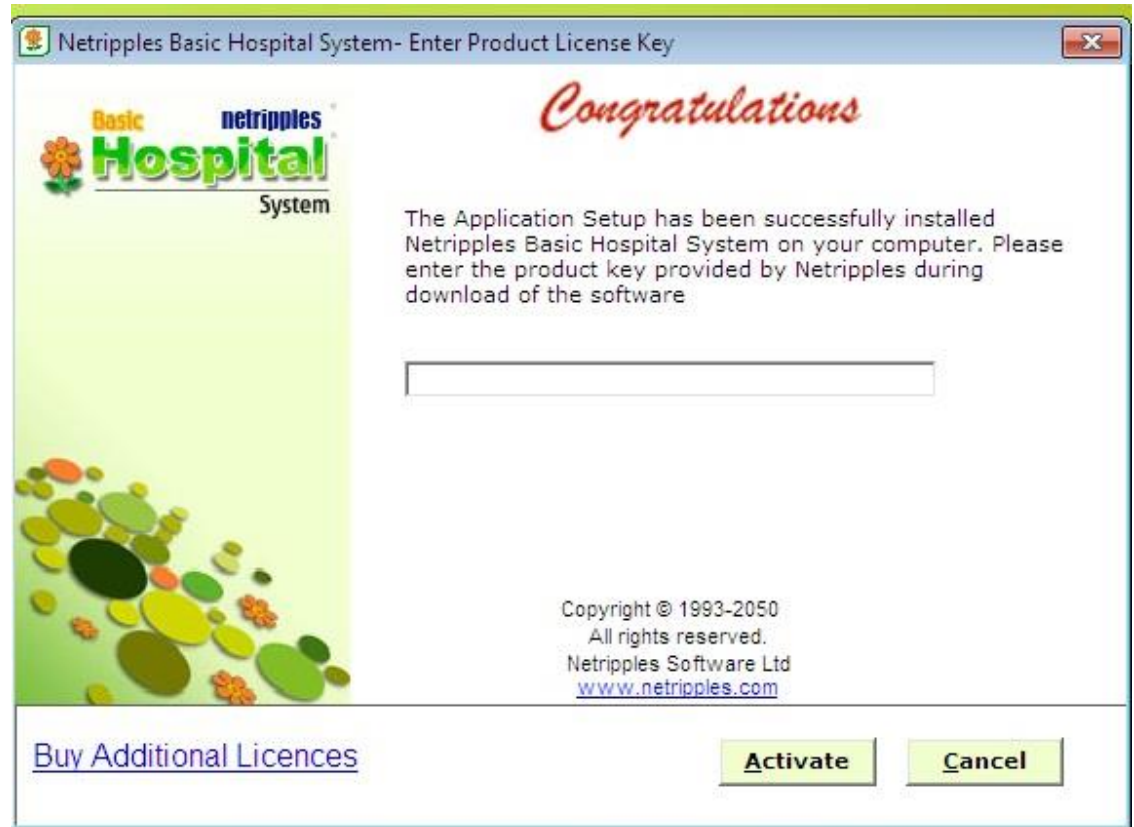 Netripples Basic Hospital System- Enter Product License Key
Basic netripples
Hospital
System
Congratulations
The Application Setup has been successfully installed
Netripples Basic Hospital System on your computer. Please
enter the product key provided by Netripples during
download of the software
Copyright © 1993-2050
All rights reserved.
Netripples Software Ltd
www.netripples.com
Buy Additional Licences
Activate
Cancel